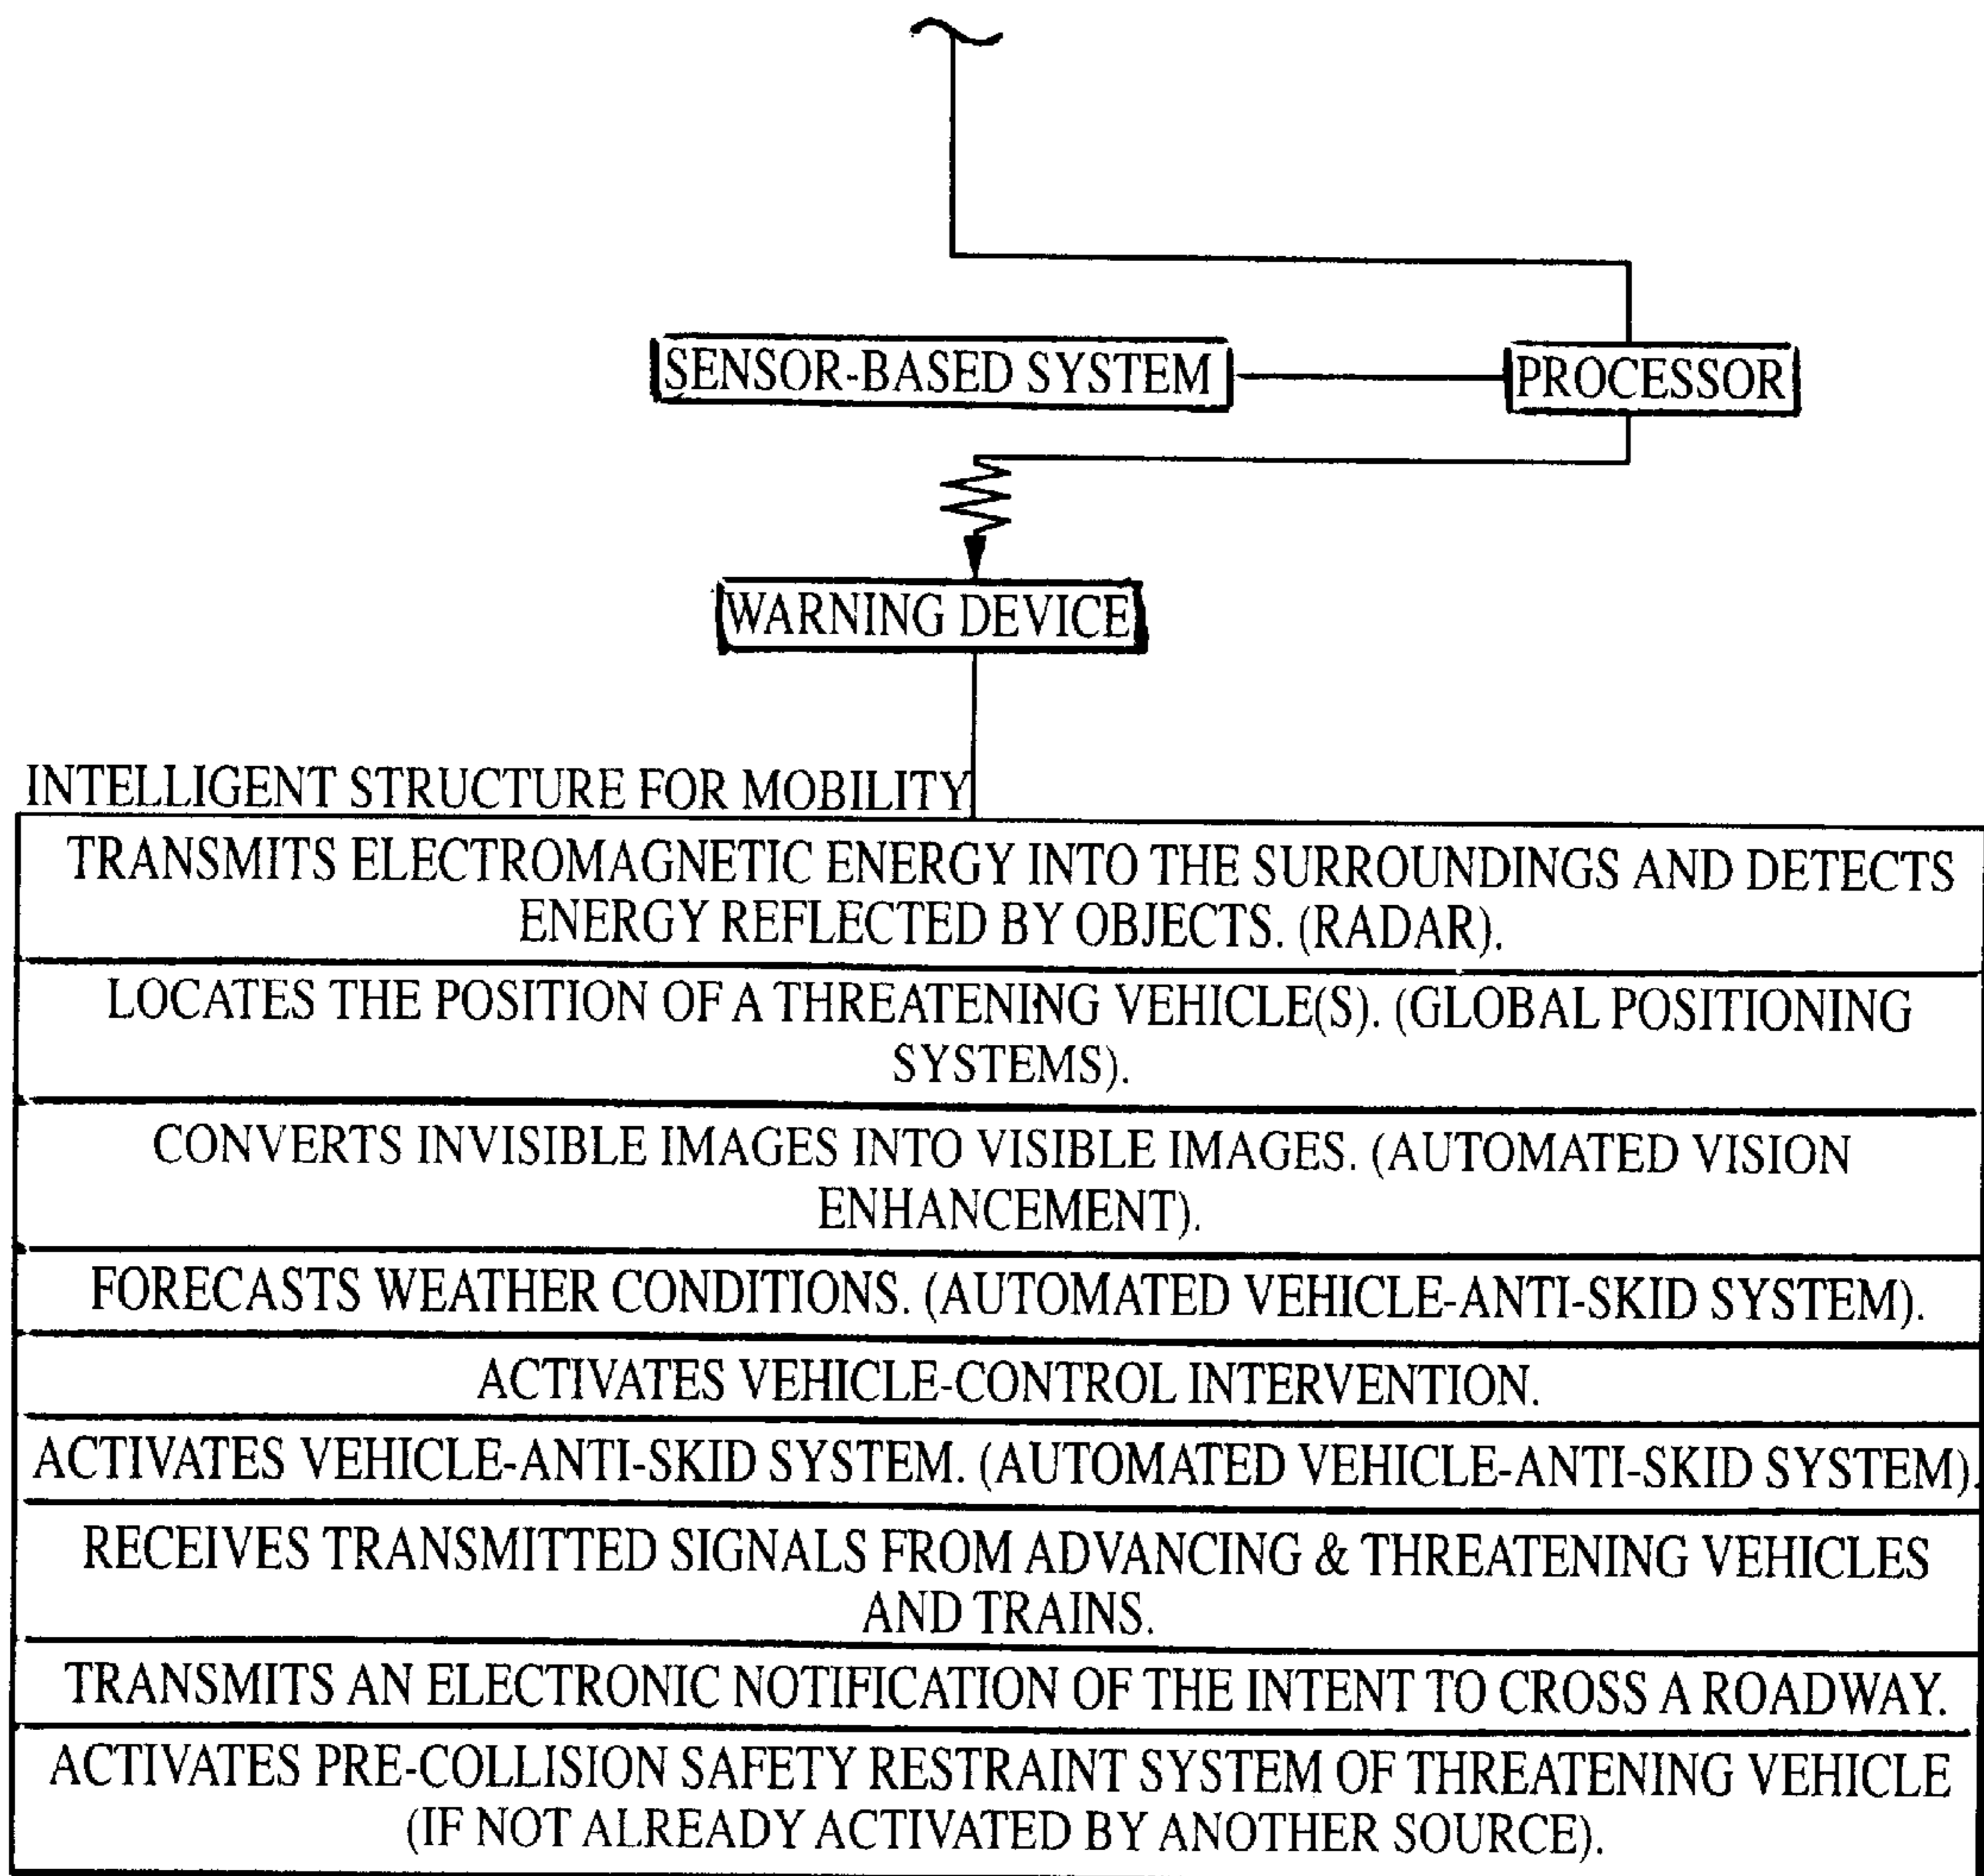 SENSOR-BASED SYSTEM
PROCESSOR
WARNING DEVICE
INTELLIGENT STRUCTURE FOR MOBILITY
TRANSMITS ELECTROMAGNETIC ENERGY INTO THE SURROUNDINGS AND DETECTS
ENERGY REFLECTED BY OBJECTS. (RADAR).
LOCATES THE POSITION OF A THREATENING VEHICLE(S). (GLOBAL POSITIONING
SYSTEMS).
CONVERTS INVISIBLE IMAGES INTO VISIBLE IMAGES. (AUTOMATED VISION
ENHANCEMENT).
FORECASTS WEATHER CONDITIONS. (AUTOMATED VEHICLE-ANTI-SKID SYSTEM).
ACTIVATES VEHICLE-CONTROL INTERVENTION.
ACTIVATES VEHICLE-ANTI-SKID SYSTEM. (AUTOMATED VEHICLE-ANTI-SKID SYSTEM).
RECEIVES TRANSMITTED SIGNALS FROM ADVANCING & THREATENING VEHICLES
AND TRAINS.
TRANSMITS AN ELECTRONIC NOTIFICATION OF THE INTENT TO CROSS A ROADWAY.
ACTIVATES PRE-COLLISION SAFETY RESTRAINT SYSTEM OF THREATENING VEHICLE
(IF NOT ALREADY ACTIVATED BY ANOTHER SOURCE).